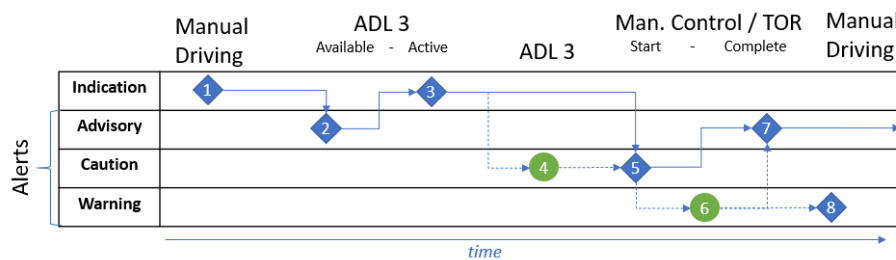 Manual
Driving
ADL 3
Available - Active
ADL 3
Man. Control / TOR
Start - Complete
Manual
Driving
Alerts
Indication
1
3
Advisory
2
7
Caution
4
5
Warning
6
8
time